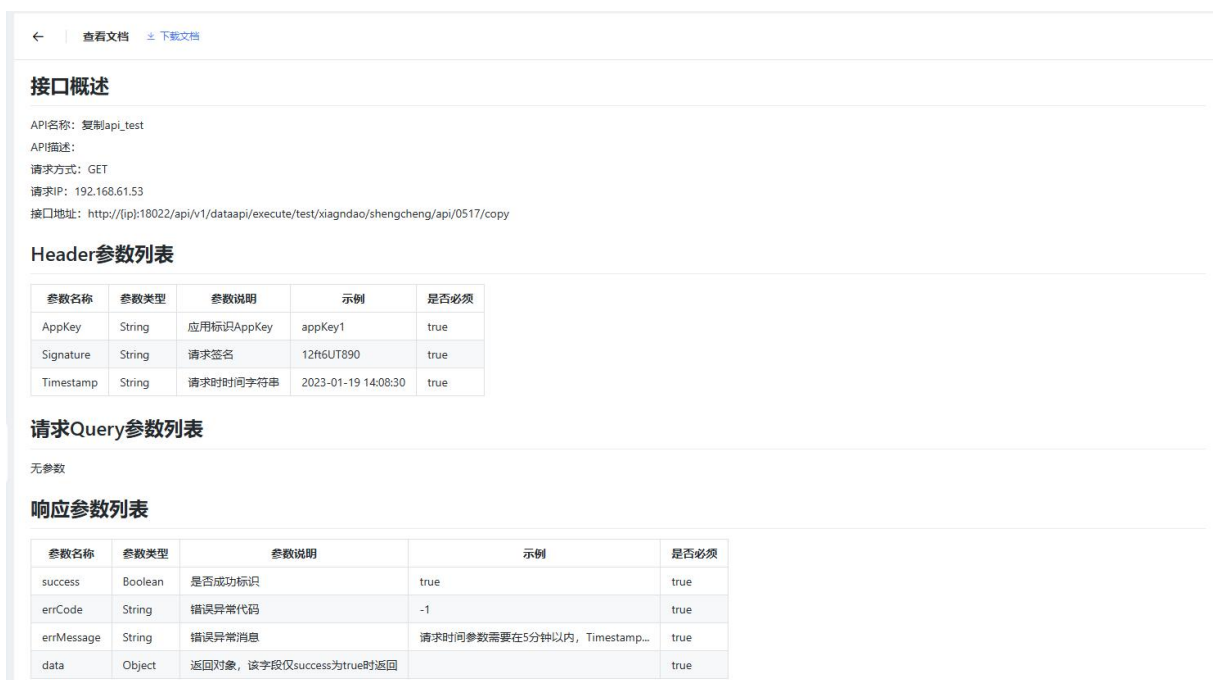 查看文档 下载文档
接口概述
API名称：复制api_test
API描述：
请求方式：GET
请求IP：192.168.61.53
接口地址：http://{ip}:18022/api/v1/dataapi/execute/test/xiagndao/shengcheng/api/0517/copy
Header参数列表
参数名称 参数类型 参数说明 示例 是否必须
AppKey String 应用标识AppKey appKey1 true
Signature String 请求签名 12ft6UT890 true
Timestamp String 请求时时间字符串 2023-01-19 14:08:30 true
请求Query参数列表
无参数
响应参数列表
参数名称 参数类型 参数说明 示例 是否必须
success Boolean 是否成功标识 true true
errCode String 错误异常代码 -1 true
errMessage String 错误异常消息 请求时间参数需要在5分钟以内，Timestamp... true
data Object 返回对象，该字段仅success为true时返回 true